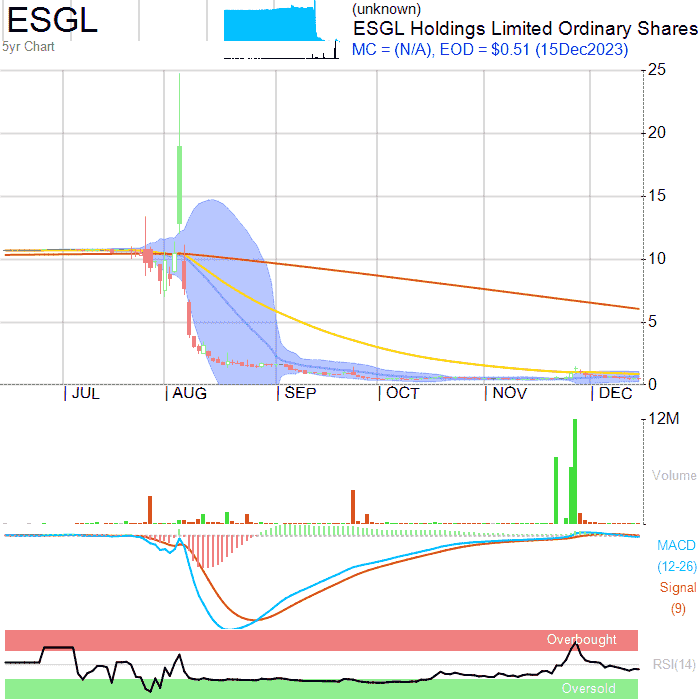 ESGL
5yr Chart
(unknown)
ESGL Holdings Limited Ordinary Shares
MC = (N/A), EOD = $0.51 (15Dec2023)
25
20
15
10
5
0
JUL
AUG
SEP
OCT
NOV
DEC
12M
Volume
MACD
(12-26)
Signal
(9)
Overbought
RSI(14)
Oversold